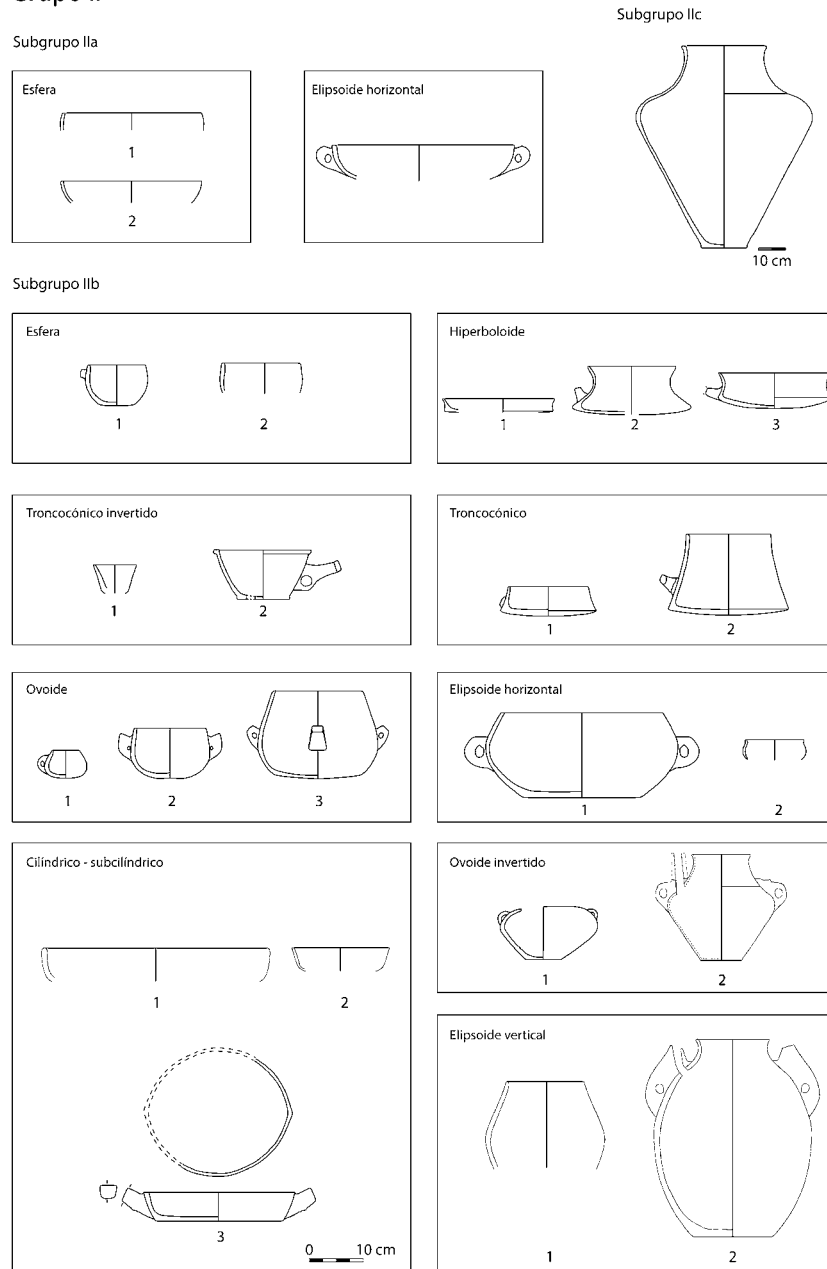 Subgrupo IIc
Subgrupo IIa
Esfera
1
2
Elipsoide horizontal
10 cm
Subgrupo IIb
Esfera
1
2
Hiperboloide
1
2
3
Troncocónico invertido
1
2
Troncocónico
1
2
Ovoide
1
2
3
Elipsoide horizontal
1
2
Cilíndrico - subcilíndrico
1
2
3
0 10 cm
Ovoide invertido
1
2
Elipsoide vertical
1
2